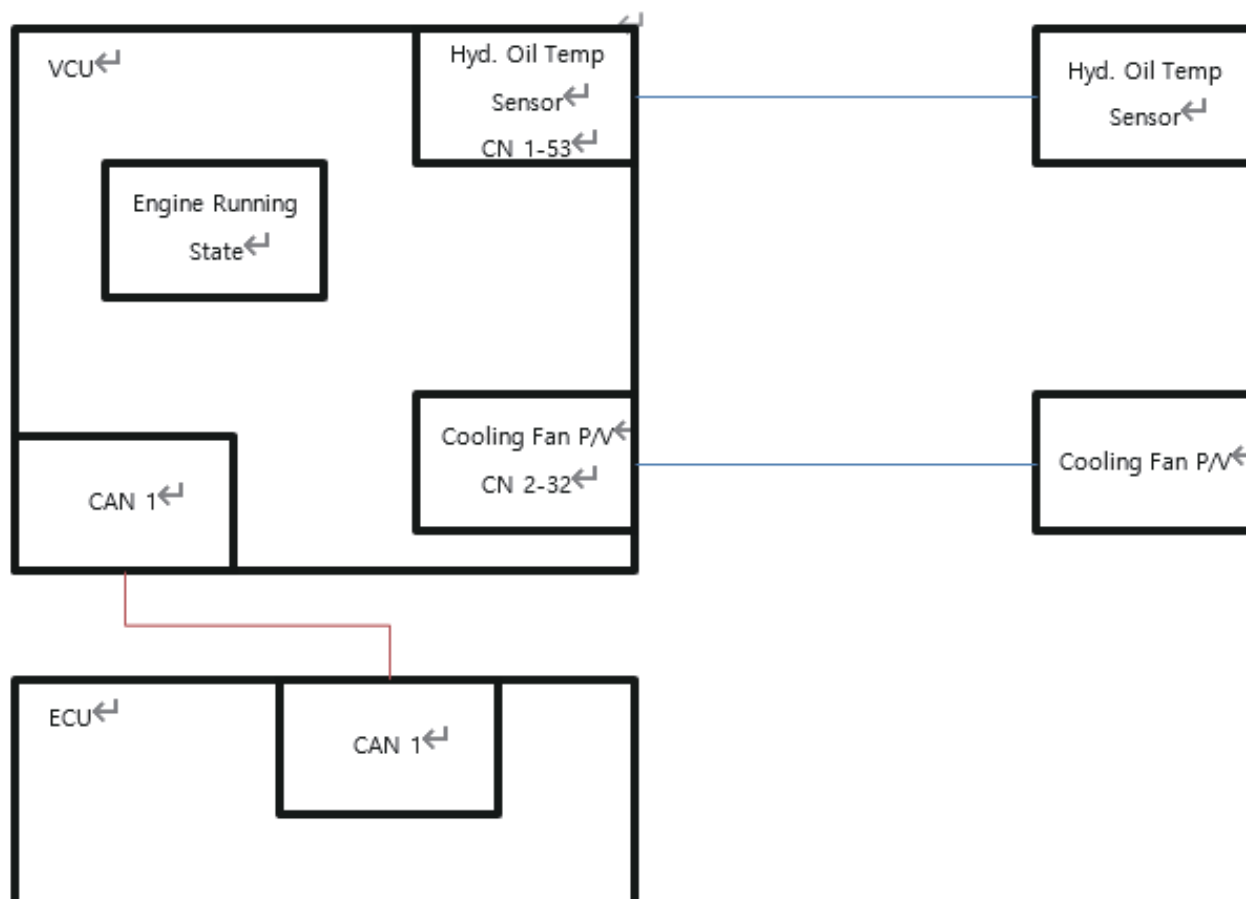 VCU
Hyd. Oil Temp
Sensor
CN 1-53
Hyd. Oil Temp
Sensor
Engine Running
State
Cooling Fan P/V
CN 2-32
Cooling Fan P/V
CAN 1
ECU
CAN 1